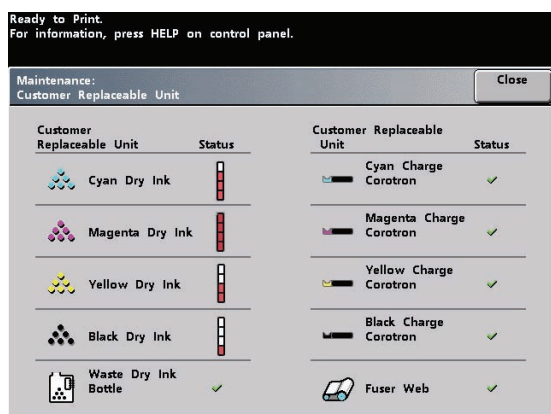 Ready to Print.
For information, press HELP on control panel.
Maintenance:
Customer Replaceable Unit
Close
Customer
Replaceable Unit
Status
Cyan Dry Ink
Magenta Dry Ink
Yellow Dry Ink
Black Dry Ink
Waste Dry Ink
Bottle
Customer Replaceable
Unit
Status
Cyan Charge
Corotron
Magenta Charge
Corotron
Yellow Charge
Corotron
Black Charge
Corotron
Fuser Web